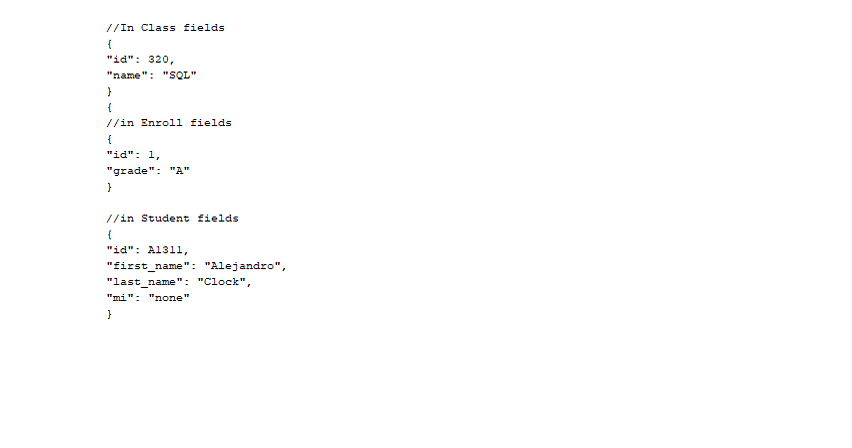 //In Class fields
{
"id": 320,
"name": "SQL"
}
{
//in Enroll fields
{
"id": 1,
"grade": "A"
}
//in Student fields
{
"id": A1311,
"first_name": "Alejandro",
"last_name": "Clock",
"mi": "none"
}